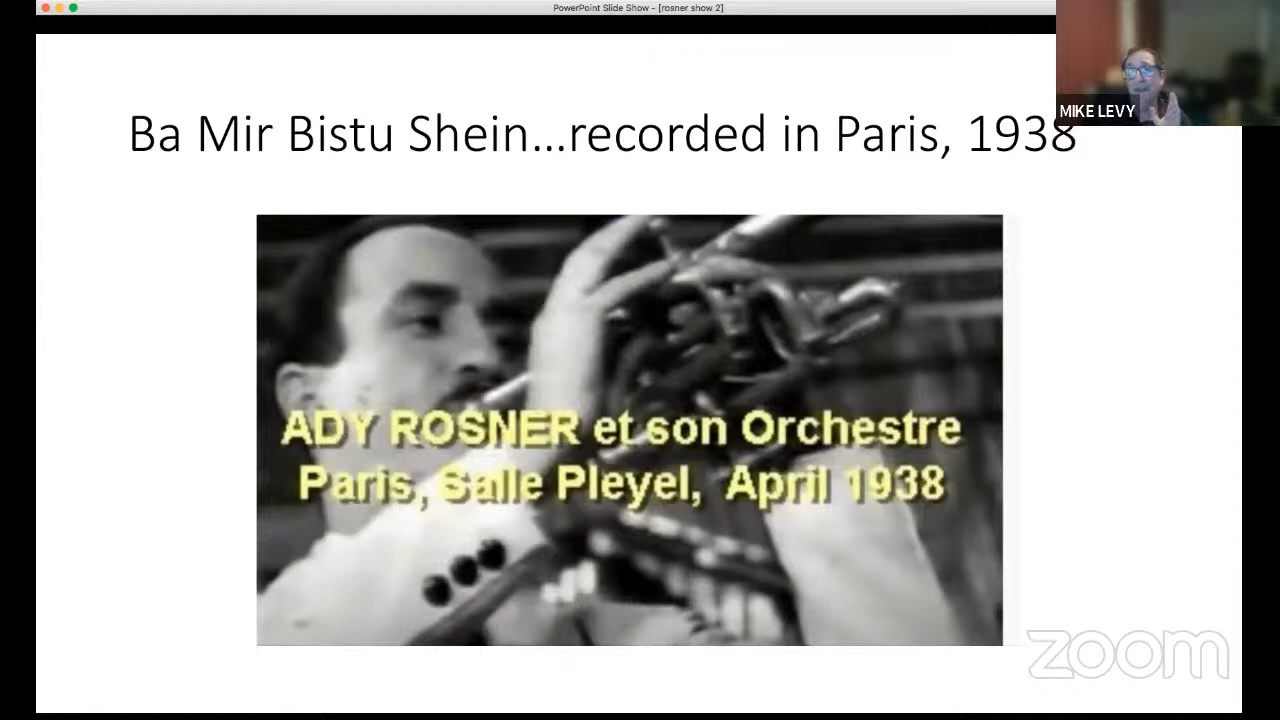 PowerPoint Slide Show - [rosner show 2]
MIKE LEVY
Ba Mir Bistu Shein...recorded in Paris, 1938
ADY ROSNER et son Orchestre
Paris, Salle Pleyel, April 1938
zoom